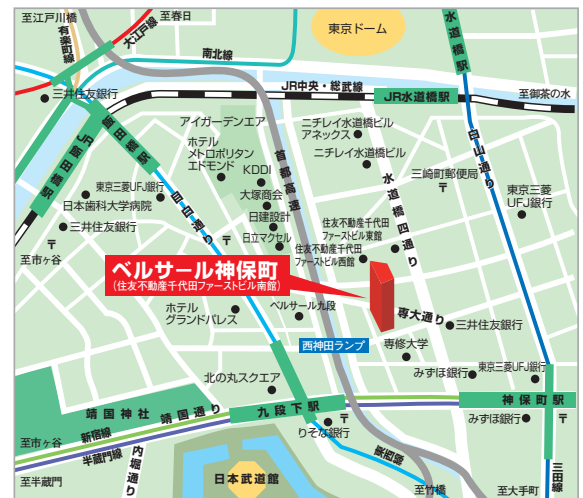 至江戸川橋
至春日
有楽町線
大江戸線
南北線
東京ドーム
水道橋駅
三井住友銀行
JR中央・総武線
JR水道橋駅
至御茶の水
JR飯田橋駅
飯田橋駅
アイガーデンエア
ホテル
メトロポリタン
エドモンド
KDDI
大塚商会
日建設計
日立マクセル
首都高速
ニチレイ水道橋ビル
アネックス
ニチレイ水道橋ビル
水道橋西通り
白山通り
三崎町郵便局
〒
東京三菱
UFJ銀行
東京三菱UFJ銀行
日本歯科大学病院
三井住友銀行
〒
目白通り
〒
至市ヶ谷
住友不動産千代田
ファーストビル東館
住友不動産千代田
ファーストビル西館
ベルサール神保町
(住友不動産千代田ファーストビル南館)
ホテル
グランドパレス
ベルサール九段
専大通り
三井住友銀行
西神田ランプ
専修大学
みずほ銀行
東京三菱UFJ銀行
北の丸スクエア
靖国神社
靖国通り
九段下駅
〒
りそな銀行
神保町駅
みずほ銀行
〒
至市ヶ谷
新宿線
半蔵門線
至半蔵門
内堀通り
日本武道館
東西線
至竹橋
至大手町
三田線